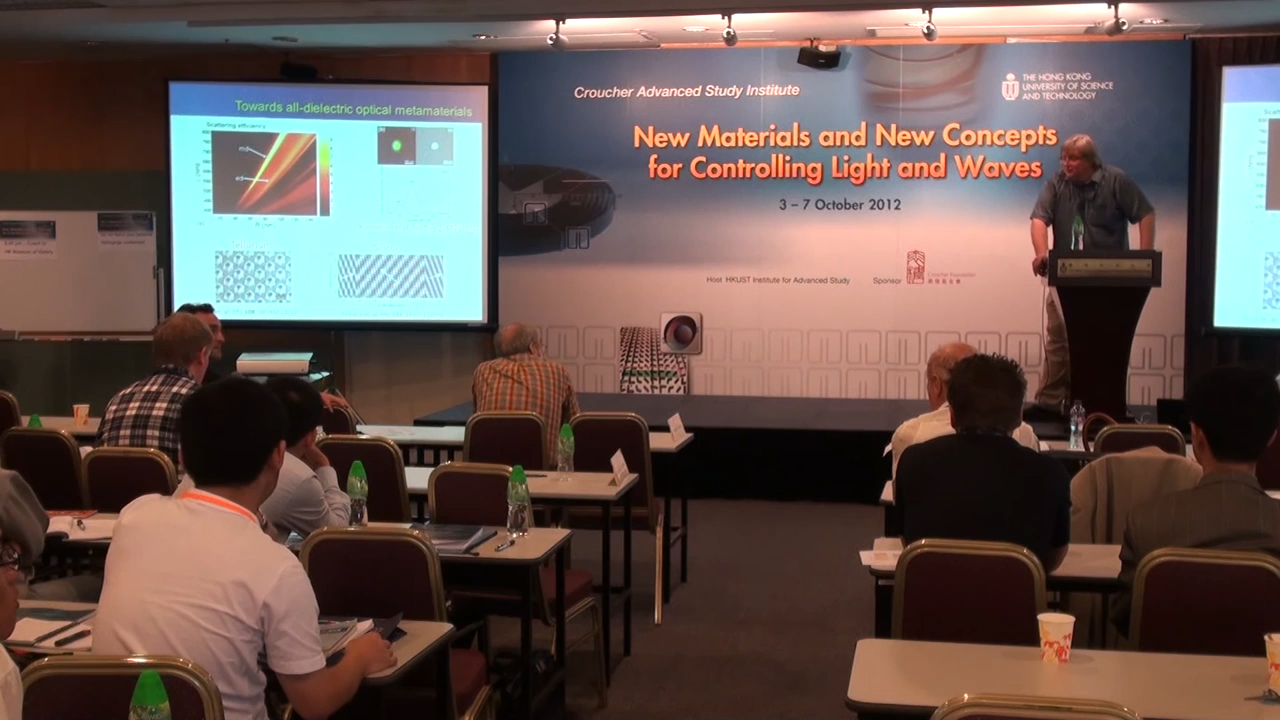 Towards all-dielectric optical metamaterials
Scattering efficiency
Croucher Advanced Study Institute
THE HONG KONG
UNIVERSITY OF SCIENCE
AND TECHNOLOGY
New Materials and New Concepts
for Controlling Light and Waves
3 – 7 October 2012
Host HKUST Institute for Advanced Study
Sponsor
Croucher Foundation